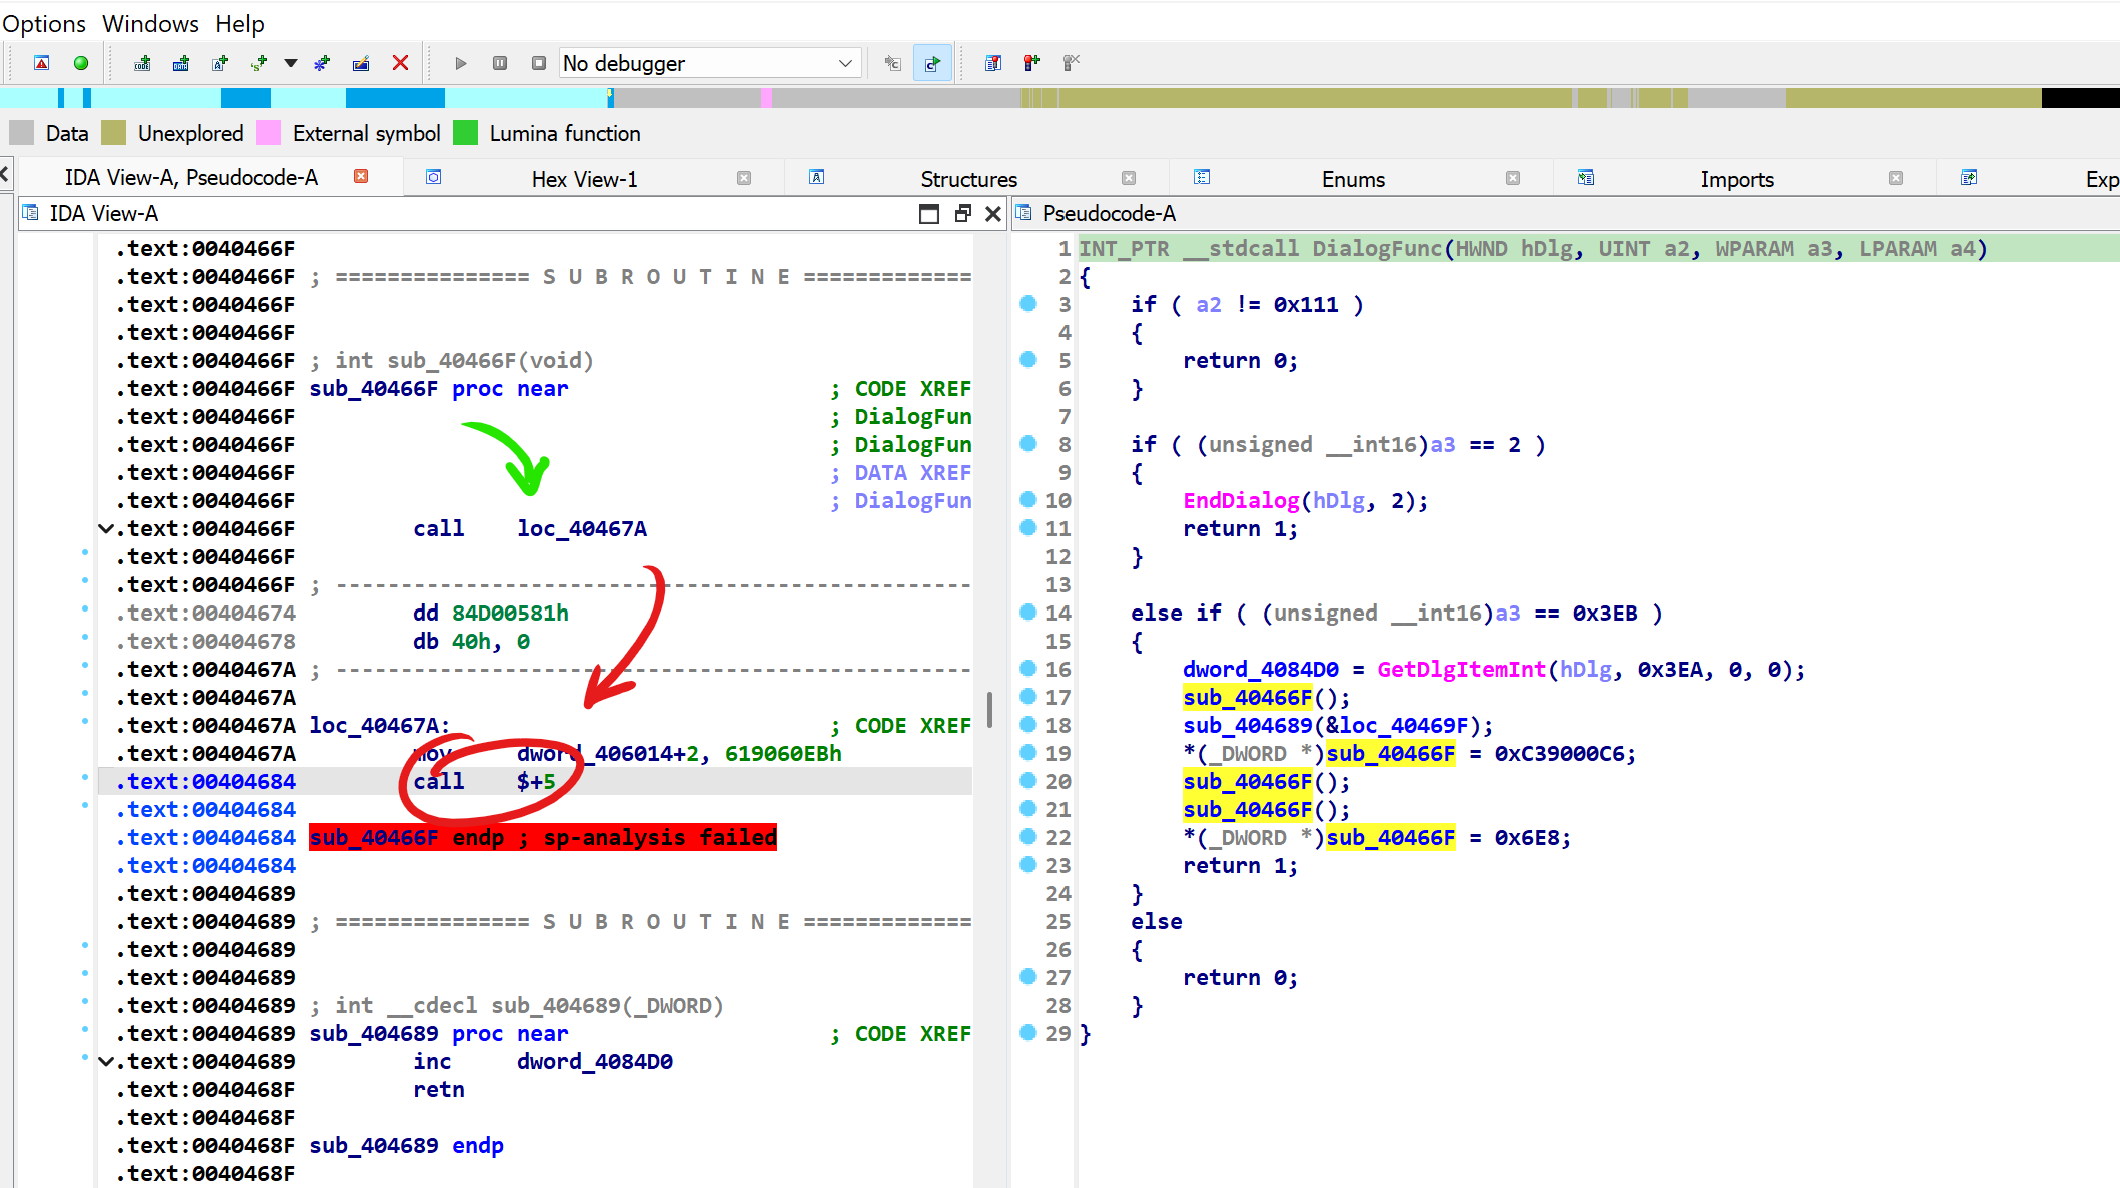 Options Windows Help
No debugger
Data Unexplored External symbol Lumina function
IDA View-A, Pseudocode-A Hex View-1 Structures Enums Imports Exp
IDA View-A
.text:0040466F
.text:0040466F ; =============== S U B R O U T I N E =============
.text:0040466F
.text:0040466F
.text:0040466F ; int sub_40466F(void)
.text:0040466F sub_40466F proc near ; CODE XREF
.text:0040466F ; DialogFun
.text:0040466F ; DialogFun
.text:0040466F ; DATA XREF
.text:0040466F ; DialogFun
.text:0040466F call loc_40467A
.text:0040466F
.text:0040466F ; -------------------------------------------------
.text:00404674 dd 84D00581h
.text:00404678 db 40h, 0
.text:0040467A ; -------------------------------------------------
.text:0040467A
.text:0040467A loc_40467A: ; CODE XREF
.text:0040467A mov dword_406014+2, 619060EBh
.text:00404684 call $+5
.text:00404684
.text:00404684 sub_40466F endp ; sp-analysis failed
.text:00404684
.text:00404689
.text:00404689 ; =============== S U B R O U T I N E =============
.text:00404689
.text:00404689
.text:00404689 ; int __cdecl sub_404689(_DWORD)
.text:00404689 sub_404689 proc near ; CODE XREF
.text:00404689 inc dword_4084D0
.text:0040468F retn
.text:0040468F
.text:0040468F sub_404689 endp
.text:0040468F
Pseudocode-A
1 INT_PTR __stdcall DialogFunc(HWND hDlg, UINT a2, WPARAM a3, LPARAM a4)
2 {
3 if ( a2 != 0x111 )
4 {
5 return 0;
6 }
7
8 if ( (unsigned __int16)a3 == 2 )
9 {
10 EndDialog(hDlg, 2);
11 return 1;
12 }
13
14 else if ( (unsigned __int16)a3 == 0x3EB )
15 {
16 dword_4084D0 = GetDlgItemInt(hDlg, 0x3EA, 0, 0);
17 sub_40466F();
18 sub_404689(&loc_40469F);
19 *(_DWORD *)sub_40466F = 0xC39000C6;
20 sub_40466F();
21 sub_40466F();
22 *(_DWORD *)sub_40466F = 0x6E8;
23 return 1;
24 }
25 else
26 {
27 return 0;
28 }
29 }